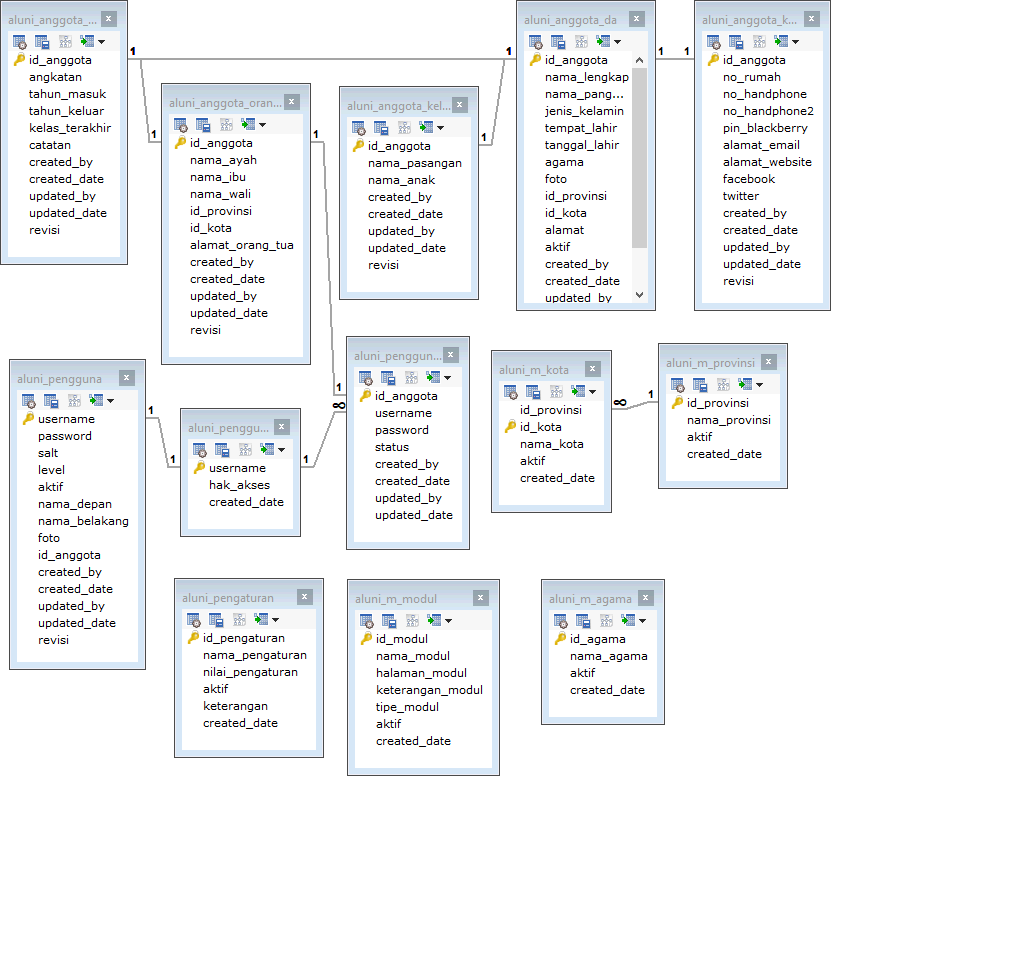 aluni_anggota_...
id_anggota
angkatan
tahun_masuk
tahun_keluar
kelas_terakhir
catatan
created_by
created_date
updated_by
updated_date
revisi
1
1
1
aluni_anggota_oran...
id_anggota
nama_ayah
nama_ibu
nama_wali
id_provinsi
id_kota
alamat_orang_tua
created_by
created_date
updated_by
updated_date
revisi
1
aluni_anggota_kel...
id_anggota
nama_pasangan
nama_anak
created_by
created_date
updated_by
updated_date
revisi
1
aluni_anggota_da
id_anggota
nama_lengkap
nama_pang...
jenis_kelamin
tempat_lahir
tanggal_lahir
agama
foto
id_provinsi
id_kota
alamat
aktif
created_by
created_date
updated_by
1
1
aluni_anggota_k...
id_anggota
no_rumah
no_handphone
no_handphone2
pin_blackberry
alamat_email
alamat_website
facebook
twitter
created_by
created_date
updated_by
updated_date
revisi
aluni_pengguna
username
password
salt
level
aktif
nama_depan
nama_belakang
foto
id_anggota
created_by
created_date
updated_by
updated_date
revisi
1
1
aluni_penggu...
username
hak_akses
created_date
1
1
∞
aluni_penggun...
id_anggota
username
password
status
created_by
created_date
updated_by
updated_date
aluni_m_kota
id_provinsi
id_kota
nama_kota
aktif
created_date
∞
1
aluni_m_provinsi
id_provinsi
nama_provinsi
aktif
created_date
aluni_pengaturan
id_pengaturan
nama_pengaturan
nilai_pengaturan
aktif
keterangan
created_date
aluni_m_modul
id_modul
nama_modul
halaman_modul
keterangan_modul
tipe_modul
aktif
created_date
aluni_m_agama
id_agama
nama_agama
aktif
created_date